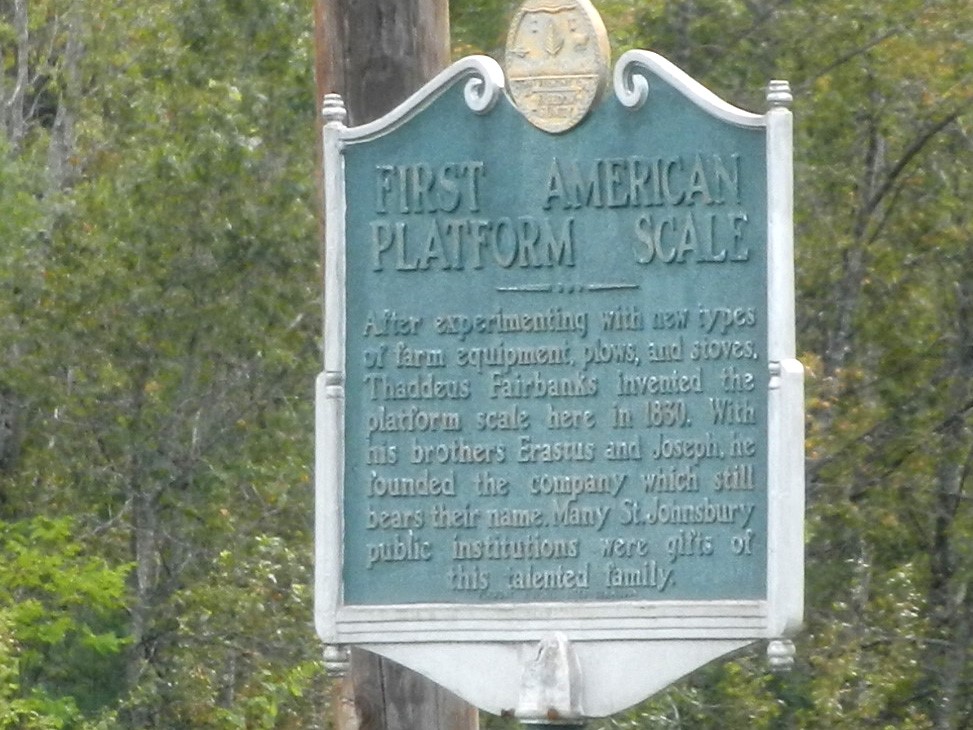 FIRST AMERICAN
PLATFORM SCALE
After experimenting with new types
of farm equipment, plows, and stoves,
Thaddeus Fairbanks invented the
platform scale here in 1830. With
his brothers Erastus and Joseph, he
founded the company which still
bears their name. Many St. Johnsbury
public institutions were gifts of
this talented family.